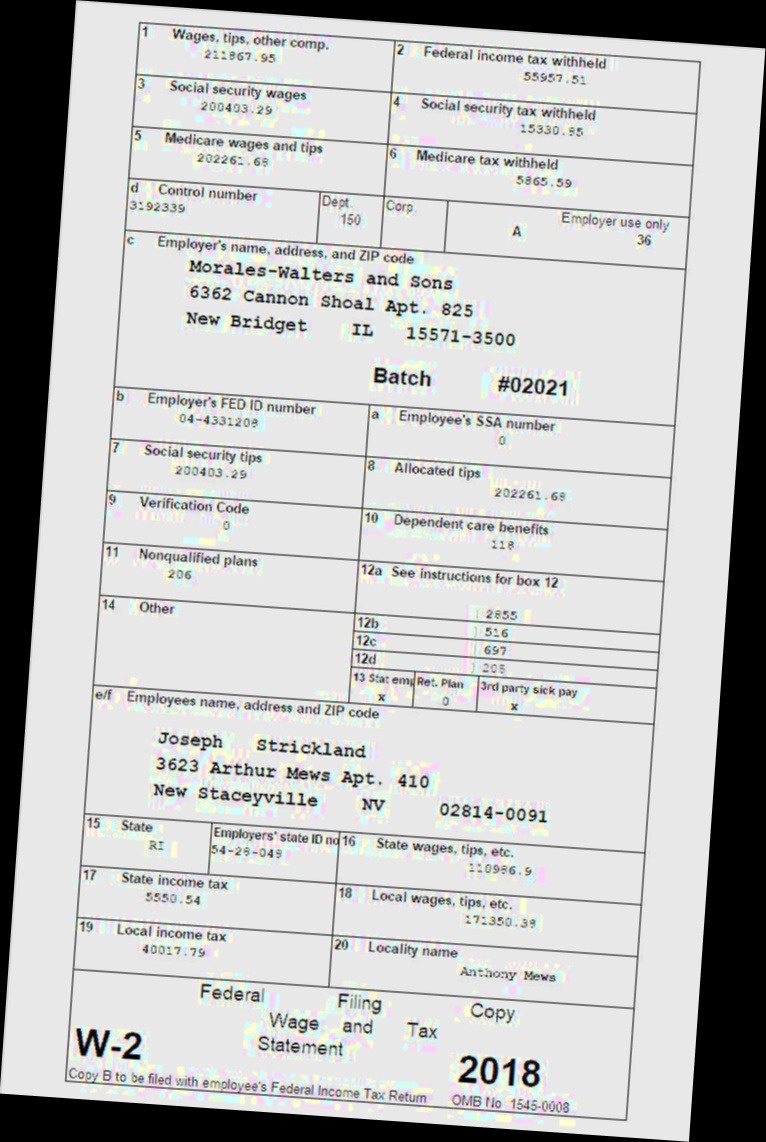 1 Wages, tips, other comp. 2 Federal income tax withheld
211867.95 55957.51
3 Social security wages 4 Social security tax withheld
200403.29 15330.85
5 Medicare wages and tips 6 Medicare tax withheld
202261.68 5865.59
d Control number Dept. Corp. Employer use only
3192339 150 A 36
c Employer's name, address, and ZIP code
Morales-Walters and Sons
6362 Cannon Shoal Apt. 825
New Bridget IL 15571-3500
Batch #02021
b Employer's FED ID number a Employee's SSA number
04-4331208 0
7 Social security tips 8 Allocated tips
200403.29 202261.68
9 Verification Code 10 Dependent care benefits
0 118
11 Nonqualified plans 12a See instructions for box 12
206 2855
14 Other
12b 516
12c 697
12d 205
13 Stat emp Ret. Plan 3rd party sick pay
x 0 x
e/f Employees name, address and ZIP code
Joseph Strickland
3623 Arthur Mews Apt. 410
New Staceyville NV 02814-0091
15 State Employers' state ID no 16 State wages, tips, etc.
RI 54-28-048 110986.9
17 State income tax 18 Local wages, tips, etc.
5550.54 171350.38
19 Local income tax 20 Locality name
40017.79 Anthony Mews
Federal Filing Copy
Wage and Tax
Statement
W-2 2018
Copy B to be filed with employee's Federal Income Tax Return OMB No. 1545-0008